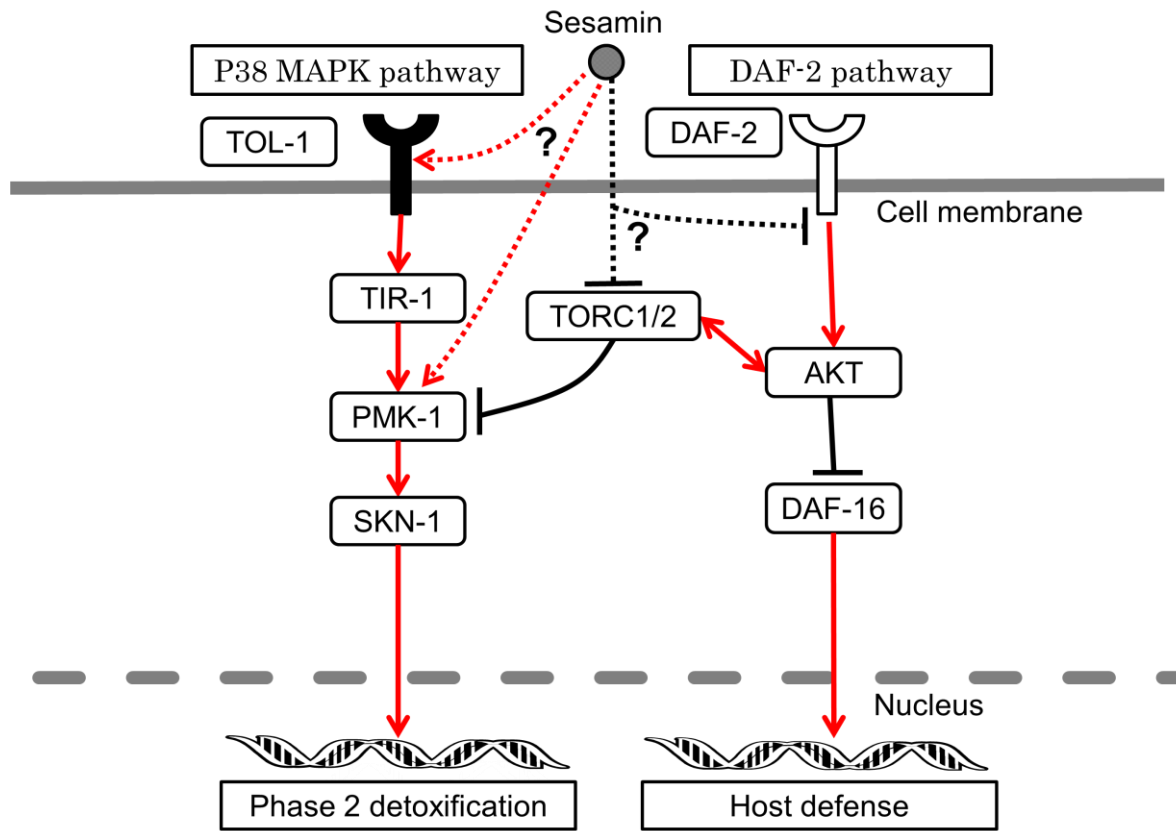 Sesamin
P38 MAPK pathway
DAF-2 pathway
TOL-1
?
DAF-2
Cell membrane
?
TIR-1
TORC1/2
AKT
PMK-1
SKN-1
DAF-16
Nucleus
Phase 2 detoxification
Host defense